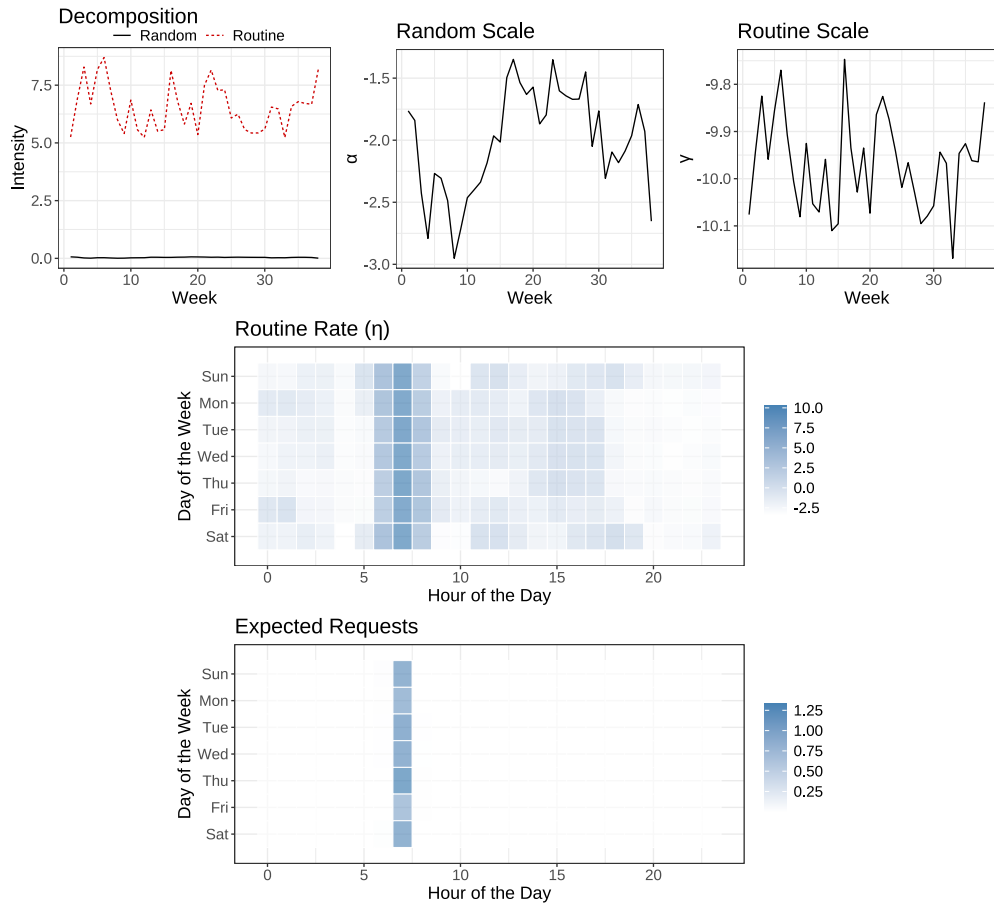 Decomposition
Random Routine
Intensity
7.5
5.0
2.5
0.0
0 10 20 30
Week
Random Scale
α
-1.5
-2.0
-2.5
-3.0
0 10 20 30
Week
Routine Scale
γ
-9.8
-9.9
-10.0
-10.1
0 10 20 30
Week
Routine Rate (η)
Day of the Week
Sun
Mon
Tue
Wed
Thu
Fri
Sat
0 5 10 15 20
Hour of the Day
10.0
7.5
5.0
2.5
0.0
-2.5
Expected Requests
Day of the Week
Sun
Mon
Tue
Wed
Thu
Fri
Sat
0 5 10 15 20
Hour of the Day
1.25
1.00
0.75
0.50
0.25